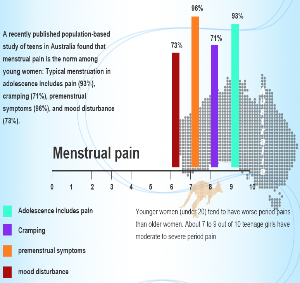 96%
93%
A recently published population-based
study of teens in Australia found that
menstrual pain is the norm among
young women: Typical menstruation in
adolescence includes pain (93%),
cramping (71%), premenstrual
symptoms (96%), and mood disturbance
(73%).
73%
71%
Menstrual pain
0 1 2 3 4 5 6 7 8 9 10
Adolescence Includes pain
Cramping
premenstrual symptoms
mood disturbance
Younger women (under 20) tend to have worse period pains
than older women. About 7 to 9 out of 10 teenage girls have
moderate to severe period pain